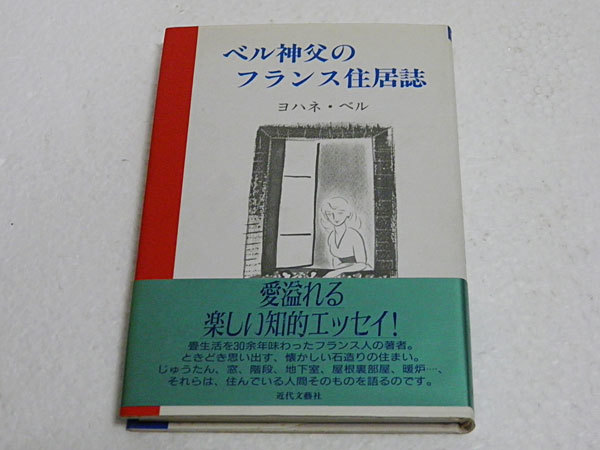 ベル神父の
フランス住居誌
ヨハネ・ベル
愛溢れる
楽しい知的エッセイ!
畳生活を30余年味わったフランス人の著者。
ときどき思い出す、懐かしい石造りの住まい。
じゅうたん、窓、階段、地下室、屋根裏部屋、暖炉…、
それらは、住んでいる人間そのものを語るのです。
近代文藝社